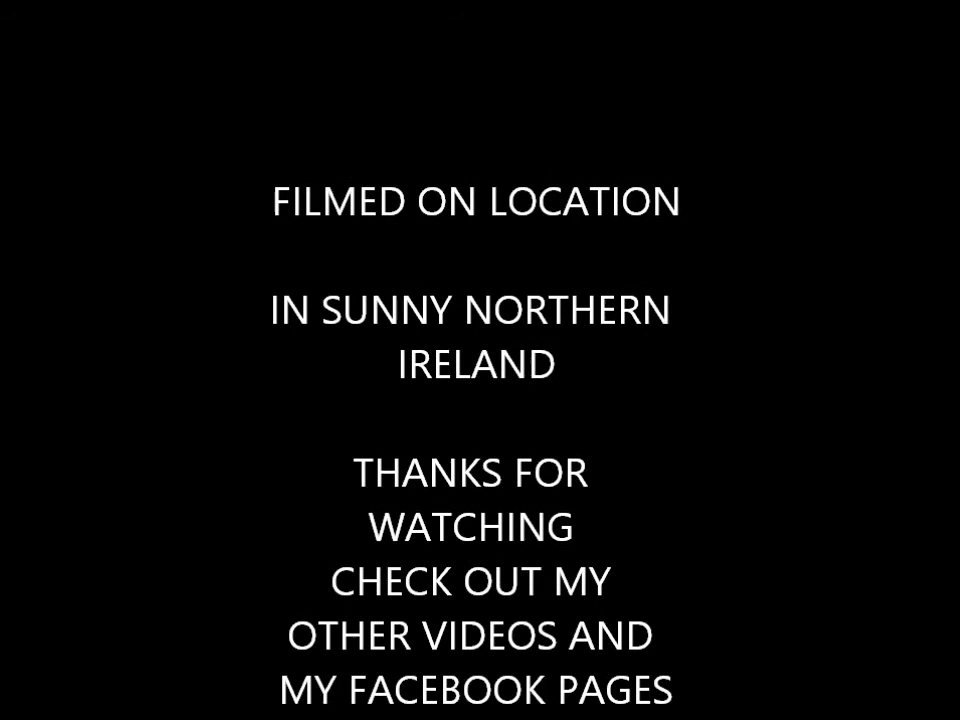 FILMED ON LOCATION
IN SUNNY NORTHERN
IRELAND
THANKS FOR
WATCHING
CHECK OUT MY
OTHER VIDEOS AND
MY FACEBOOK PAGES